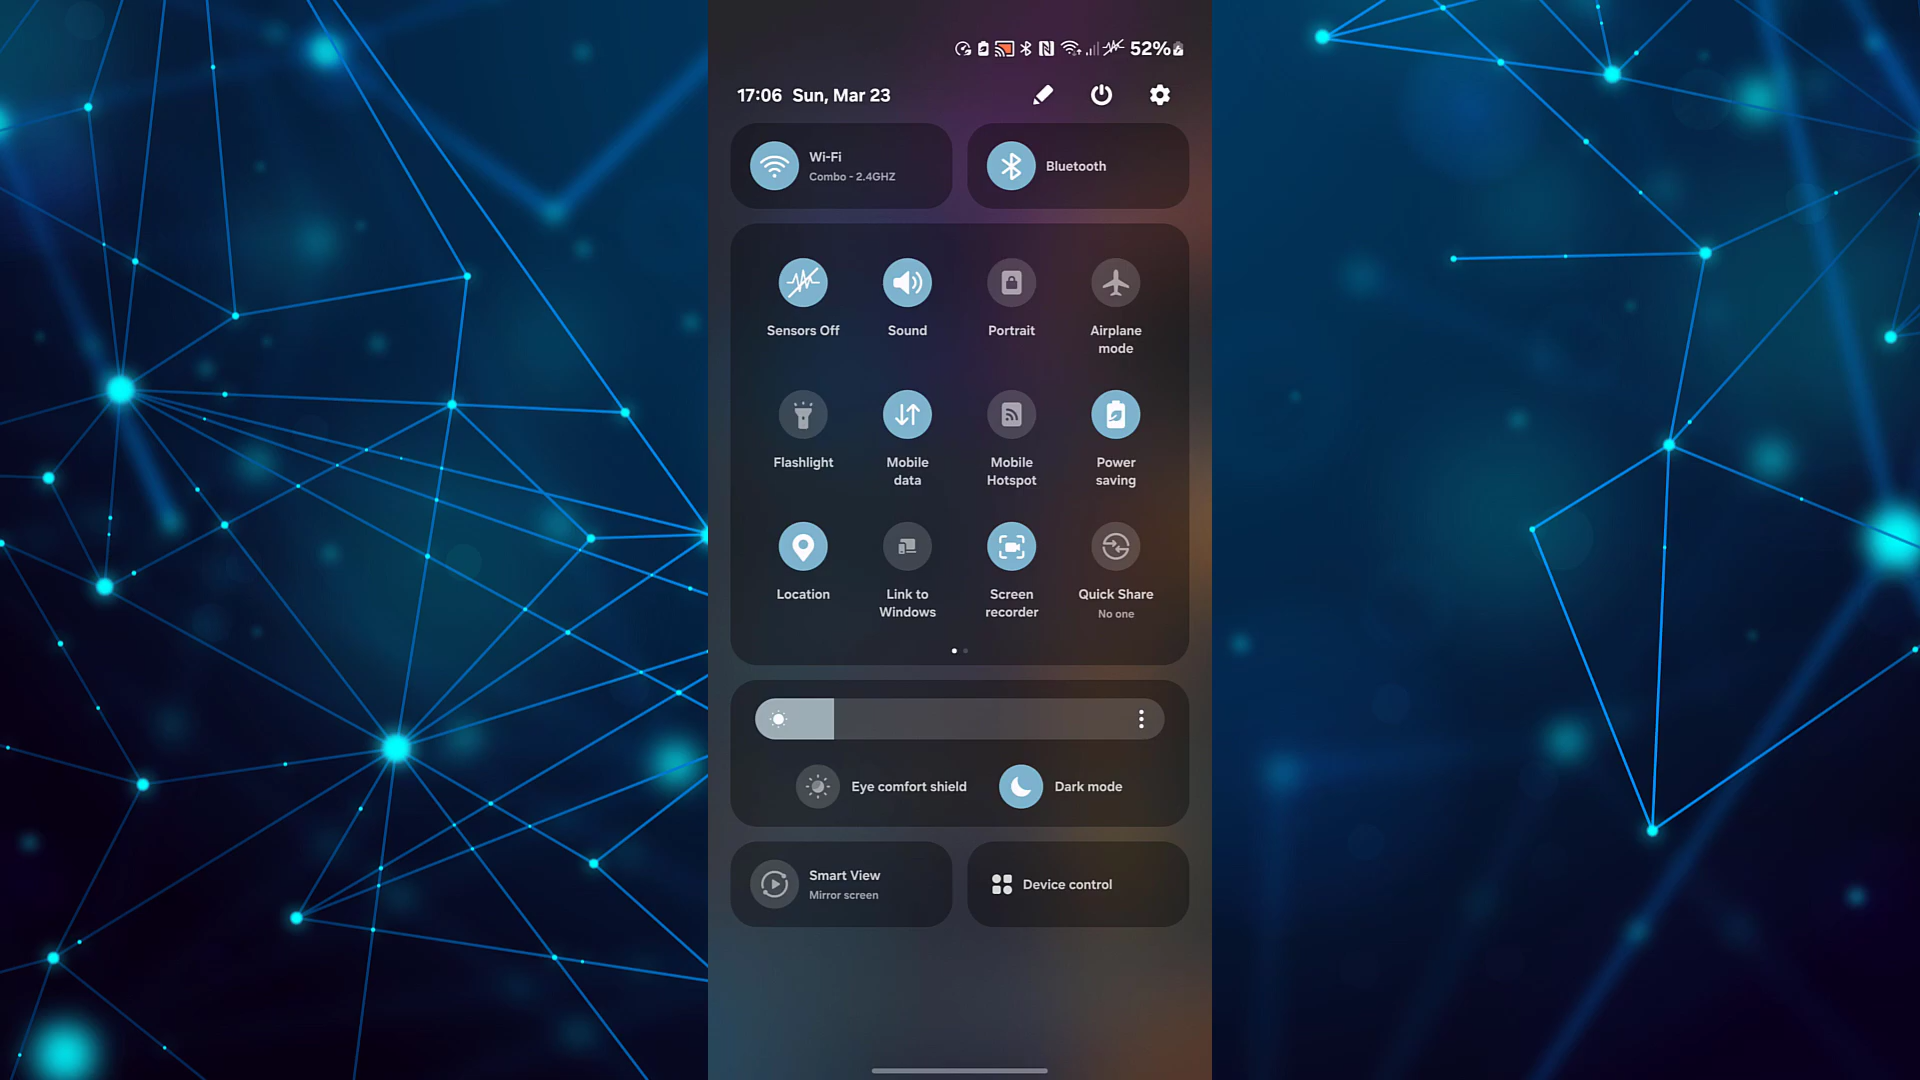 52%
17:06 Sun, Mar 23
Wi-Fi
Combo - 2.4GHZ
Bluetooth
Sensors Off
Sound
Portrait
Airplane
mode
Flashlight
Mobile
data
Mobile
Hotspot
Power
saving
Location
Link to
Windows
Screen
recorder
Quick Share
No one
Eye comfort shield
Dark mode
Smart View
Mirror screen
Device control